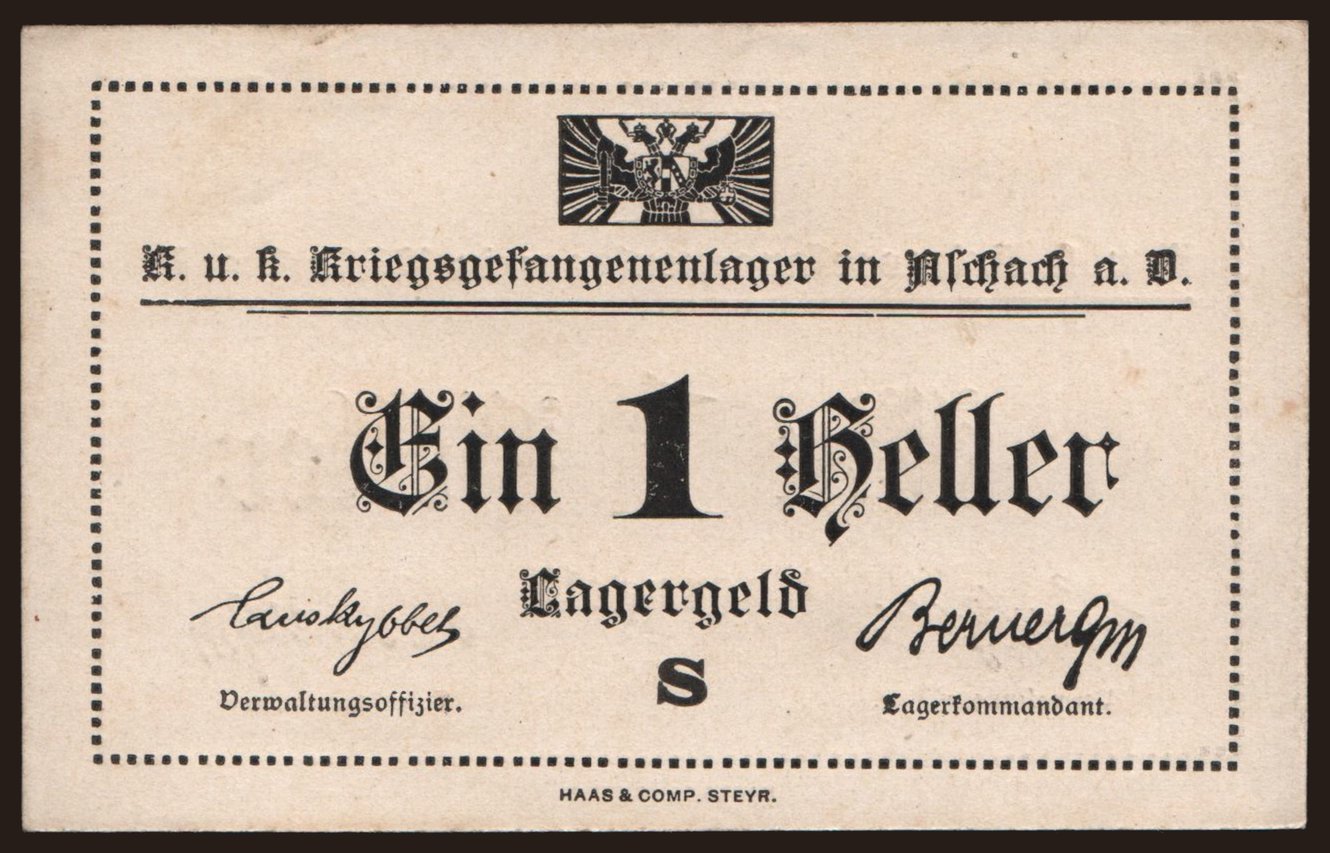 K. u. k. Kriegsgefangenenlager in Aschach a. D.
Ein 1 Heller
Lagergeld
S
Verwaltungsoffizier.
Lagerkommandant.
HAAS & COMP. STEYR.